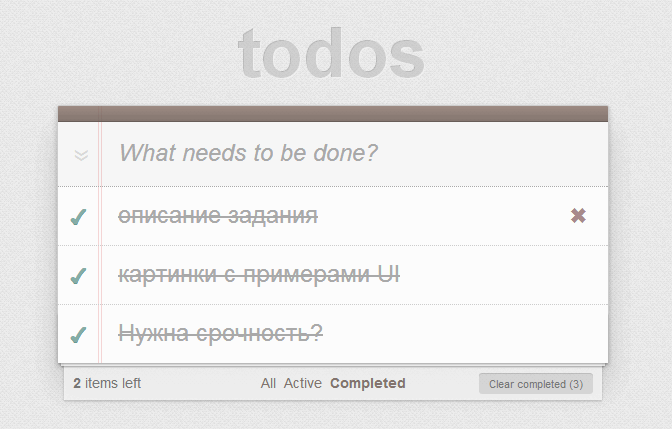 todos
What needs to be done?
описание задания
картинки с примерами UI
Нужна срочность?
2 items left All Active Completed Clear completed (3)